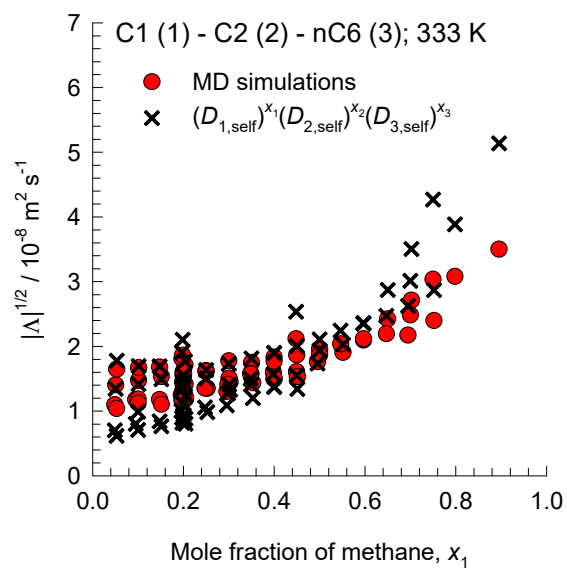 C1 (1) - C2 (2) - nC6 (3); 333 K
MD simulations
(D1,self)^x1(D2,self)^x2(D3,self)^x3
|Λ|^1/2 / 10^-8 m^2 s^-1
7
6
5
4
3
2
1
0
0.0 0.2 0.4 0.6 0.8 1.0
Mole fraction of methane, x1